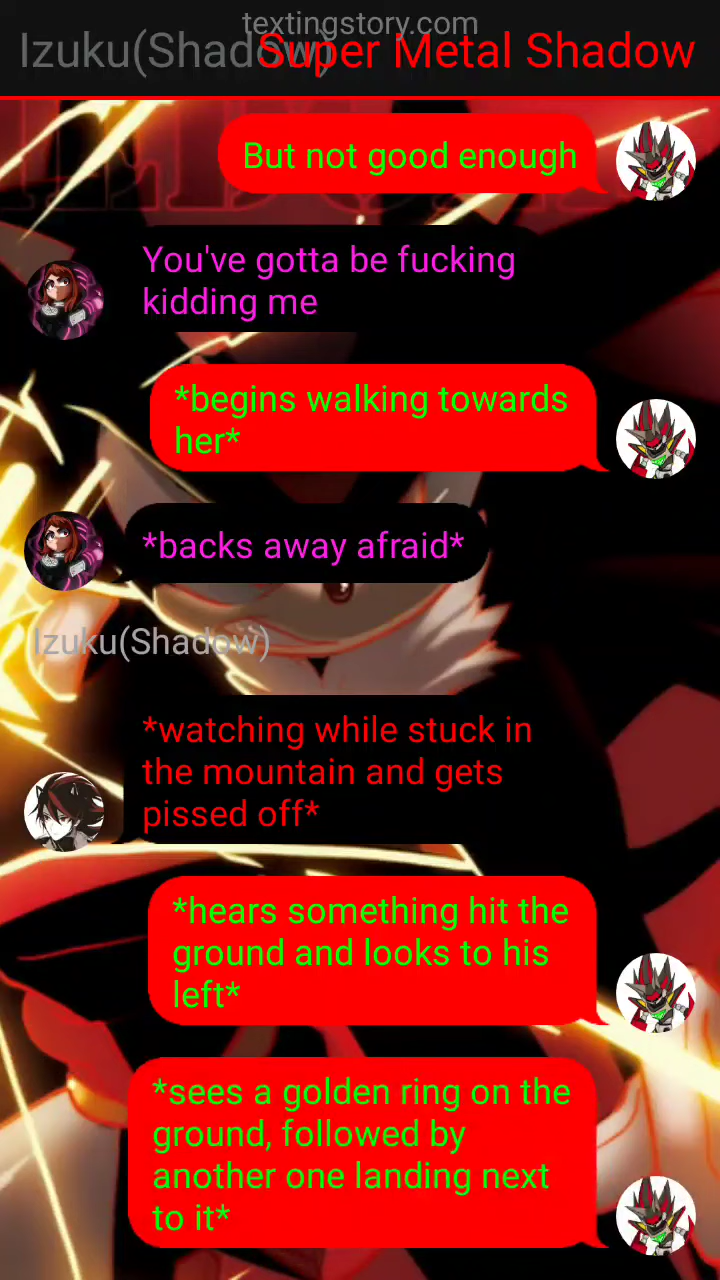 textingstory.com
Izuku(Shadow)
Super Metal Shadow
But not good enough
You've gotta be fucking
kidding me
*begins walking towards
her*
*backs away afraid*
Izuku(Shadow)
*watching while stuck in
the mountain and gets
pissed off*
*hears something hit the
ground and looks to his
left*
*sees a golden ring on the
ground, followed by
another one landing next
to it*